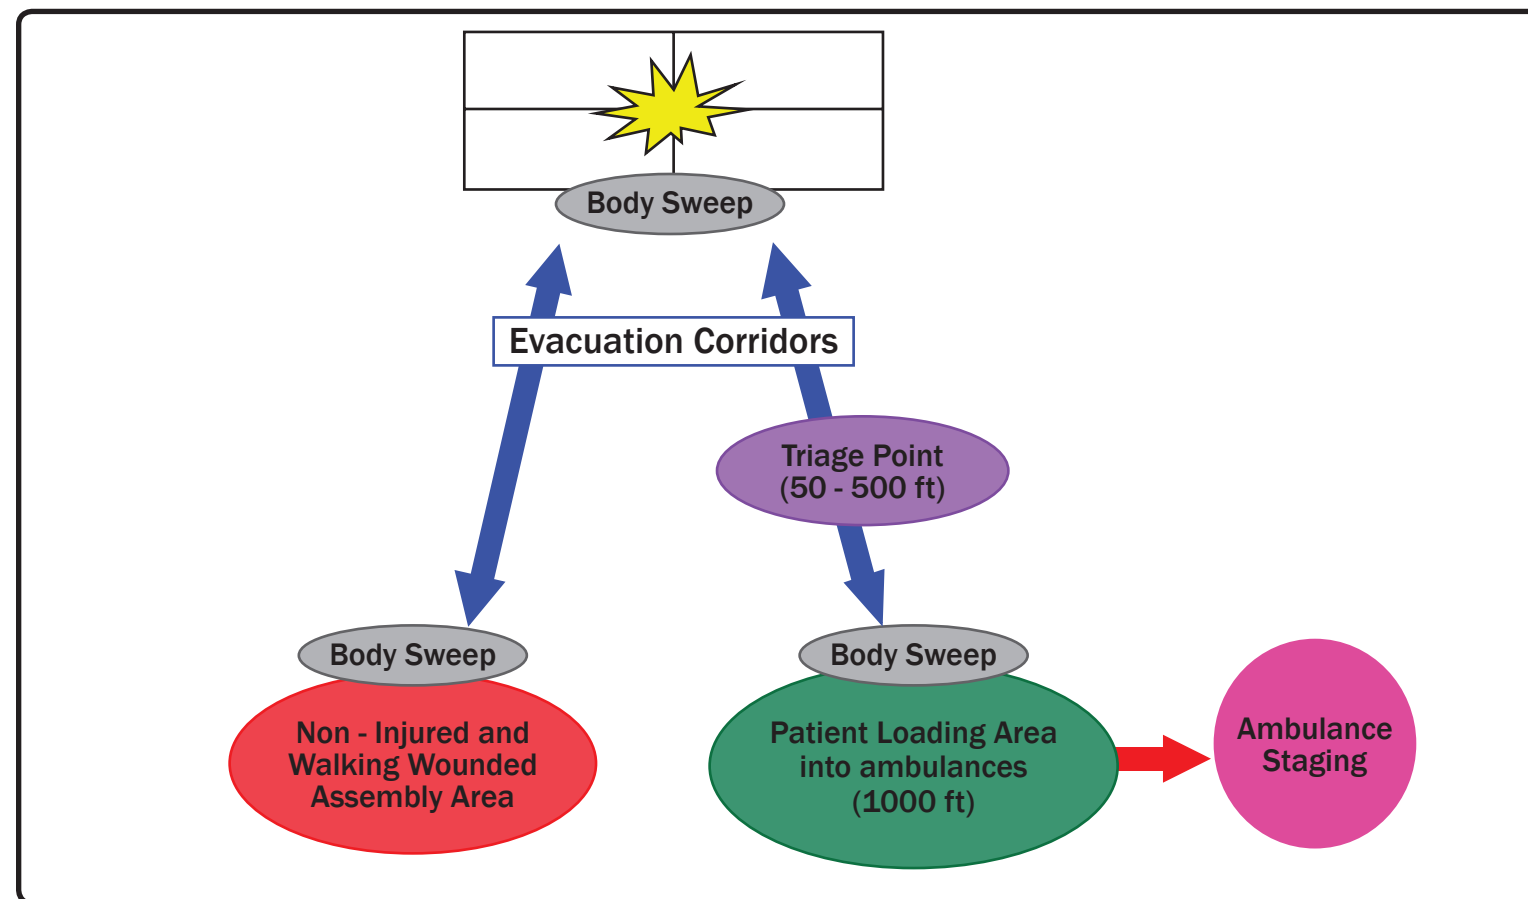 Body Sweep
Evacuation Corridors
Triage Point
(50 - 500 ft)
Body Sweep
Non - Injured and
Walking Wounded
Assembly Area
Body Sweep
Patient Loading Area
into ambulances
(1000 ft)
Ambulance
Staging